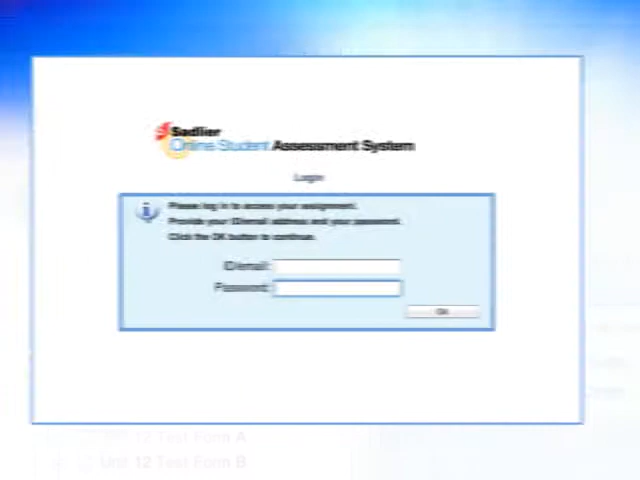 Sadlier
Online Student Assessment System
Login
Please log in to access your assignment.
Provide your ID/email address and your password.
Click the OK button to continue.
ID/email:
Password:
Ok
Unit 12 Test Form A
Unit 12 Test Form B